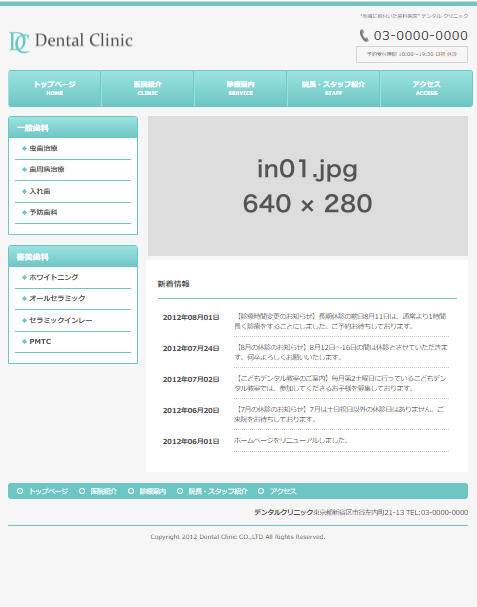 "地域に根付いた歯科医院" デンタル クリニック
DC Dental Clinic
03-0000-0000
予約受付時間 10:00～19:30 日祝 休診
トップページ
HOME
医院紹介
CLINIC
診療案内
SERVICE
院長・スタッフ紹介
STAFF
アクセス
ACCESS
一般歯科
虫歯治療
歯周病治療
入れ歯
予防歯科
審美歯科
ホワイトニング
オールセラミック
セラミックインレー
PMTC
in01.jpg
640 × 280
新着情報
2012年08月01日 【診療時間変更のお知らせ】長期休診の前日8月11日は、通常より1時間
長く診療をすることにしました。ご予約お待ちしております。
2012年07月24日 【8月の休診のお知らせ】8月12日～16日の間は休診とさせていただきま
す。何卒よろしくお願いいたします。
2012年07月02日 【こどもデンタル教室のご案内】毎月第2土曜日に行っているこどもデン
タル教室では、参加してくださるお子様を募集しております。
2012年06月20日 【7月の休診のお知らせ】7月は土日祝日以外の休診日はありません。ご
来院をお待ちしております。
2012年06月01日 ホームページをリニューアルしました。
トップページ 医院紹介 診療案内 院長・スタッフ紹介 アクセス
デンタルクリニック東京都新宿区市谷左内町21-13 TEL:03-0000-0000
Copyright 2012 Dental Clinic CO.,LTD All Rights Reserved.